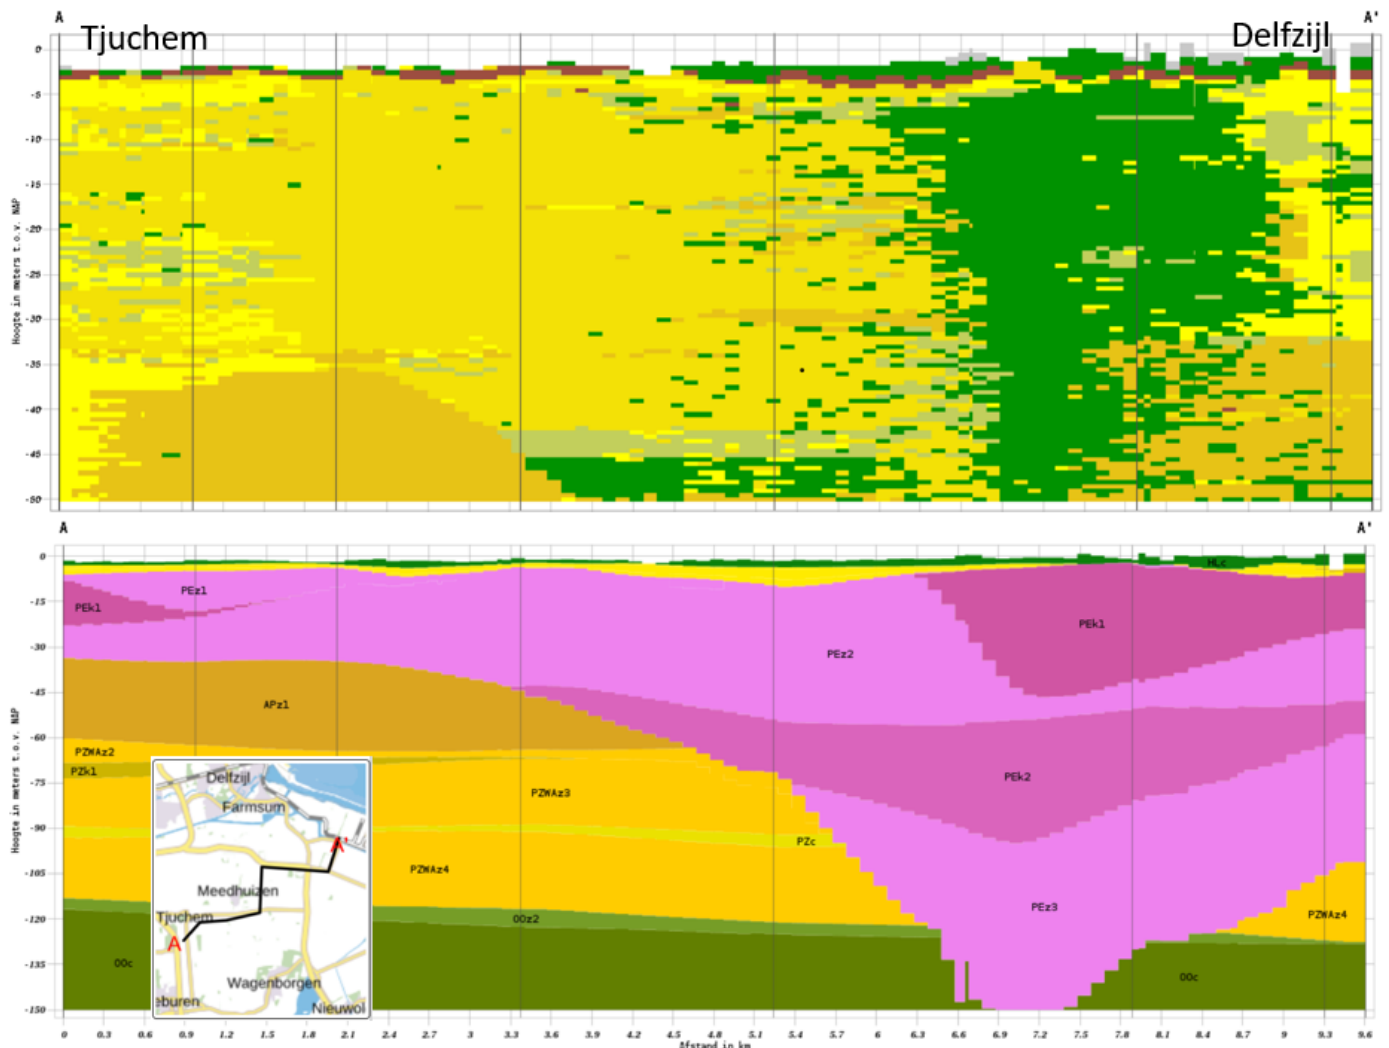 A
A'
Tjuchem
Delfzijl
Hoogte in meters t.o.v. NAP
0
-5
-10
-15
-20
-25
-30
-35
-40
-45
-50
A
A'
Hoogte in meters t.o.v. NAP
0
-15
-30
-45
-60
-75
-90
-105
-120
-135
-150
HLc
PEz1
PEk1
PEk1
PEz2
APz1
PZWAz2
PZk1
PEk2
PZWAz3
PZc
PZWAz4
PEz3
PZWAz4
OOz2
OOc
OOc
Delfzijl
Farmsum
A'
Meedhuizen
Tjuchem
A
Wagenborgen
eburen
Nieuwol
0 0.3 0.6 0.9 1.2 1.5 1.8 2.1 2.4 2.7 3 3.3 3.6 3.9 4.2 4.5 4.8 5.1 5.4 5.7 6 6.3 6.6 6.9 7.2 7.5 7.8 8.1 8.4 8.7 9 9.3 9.6
Afstand in km